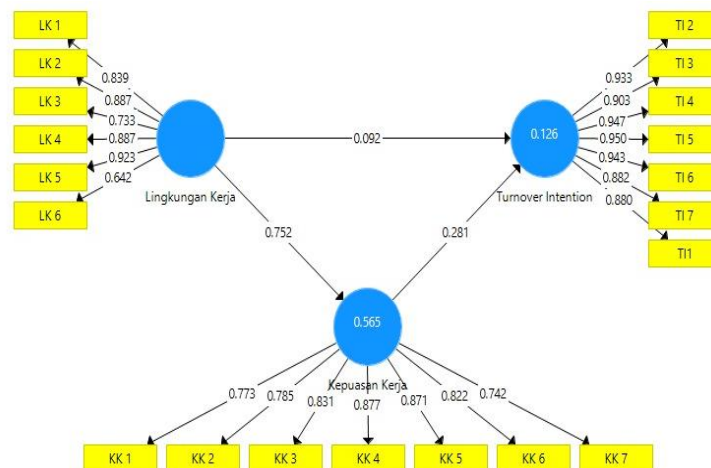 LK 1
LK 2
LK 3
LK 4
LK 5
LK 6
0.839
0.887
0.733
0.887
0.923
0.642
Lingkungan Kerja
0.092
0.126
Turnover Intention
0.933
0.903
0.947
0.950
0.943
0.882
0.880
TI 2
TI 3
TI 4
TI 5
TI 6
TI 7
TI1
0.752
0.281
0.565
Kepuasan Kerja
0.773
0.785
0.831
0.877
0.871
0.822
0.742
KK 1
KK 2
KK 3
KK 4
KK 5
KK 6
KK 7